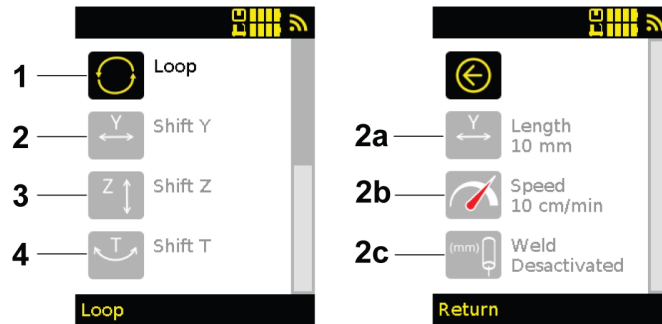 1
Loop
2
Y
Shift Y
3
Z
Shift Z
4
T
Shift T
Loop
2a
Y
Length
10 mm
2b
Speed
10 cm/min
2c
(mm)
Weld
Desactivated
Return